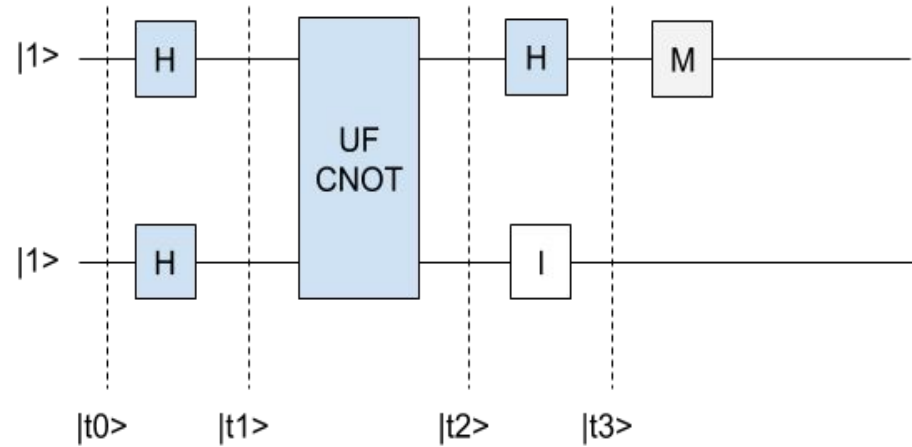 |1> H H M
UF
CNOT
|1> H I
|t0> |t1> |t2> |t3>